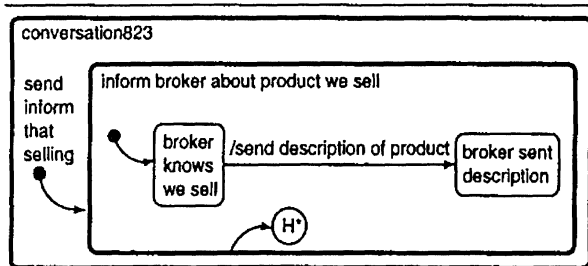 conversation823
send
inform
that
selling
inform broker about product we sell
broker
knows
we sell
/send description of product
broker sent
description
H*